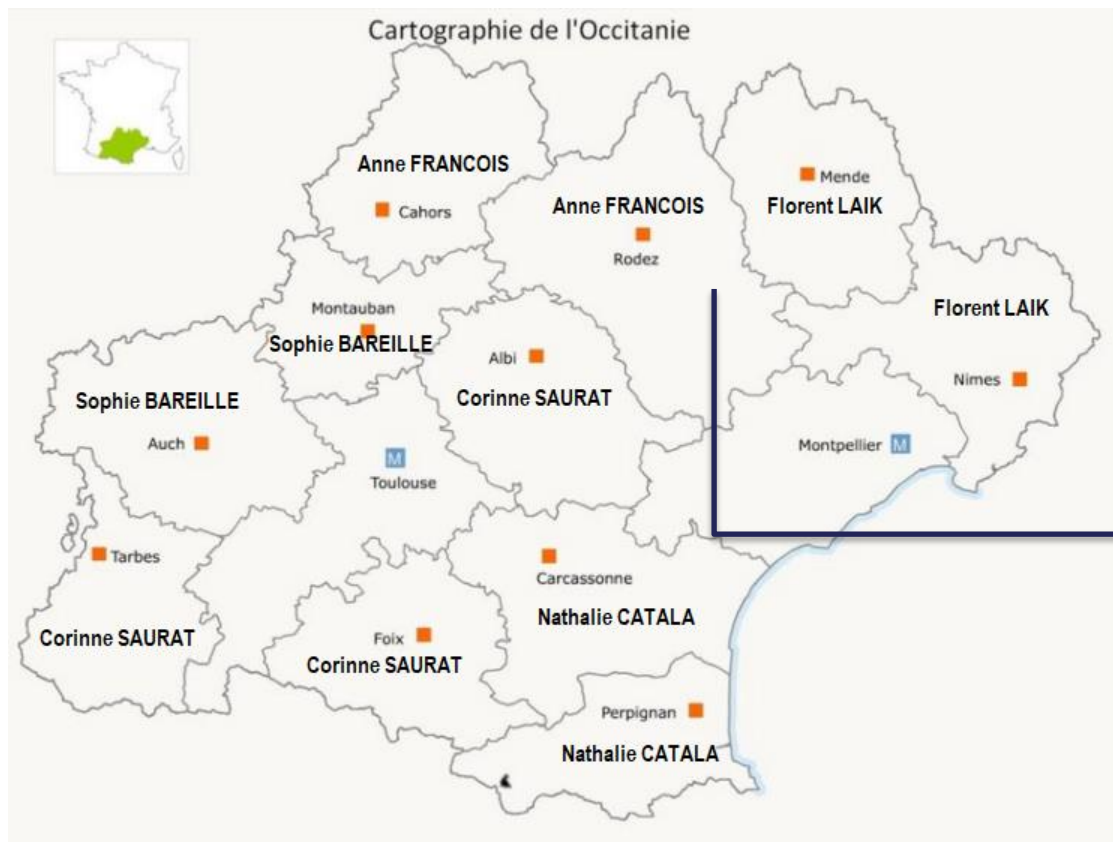 Cartographie de l'Occitanie
Anne FRANCOIS
Cahors
Anne FRANCOIS
Rodez
Mende
Florent LAIK
Florent LAIK
Nimes
Montauban
Sophie BAREILLE
Albi
Corinne SAURAT
Sophie BAREILLE
Auch
M
Toulouse
Montpellier M
Tarbes
Corinne SAURAT
Carcassonne
Nathalie CATALA
Foix
Corinne SAURAT
Perpignan
Nathalie CATALA